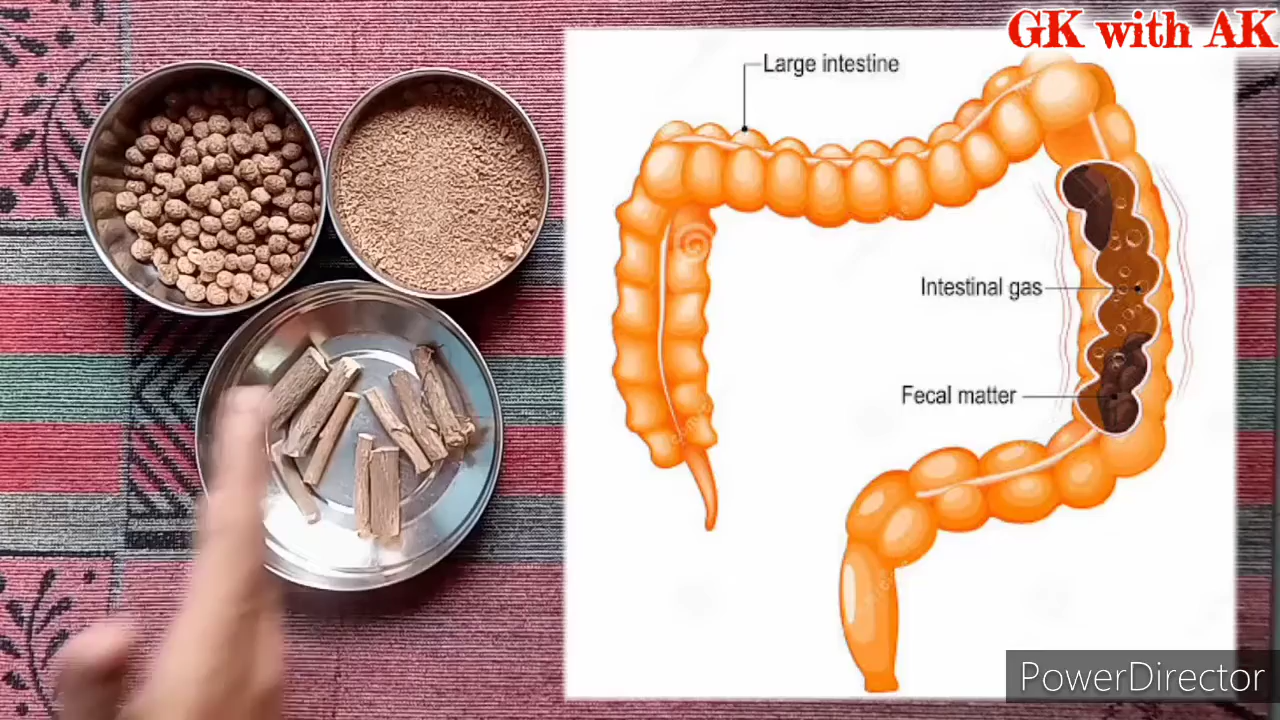 GK with AK
Large intestine
Intestinal gas
Fecal matter
PowerDirector